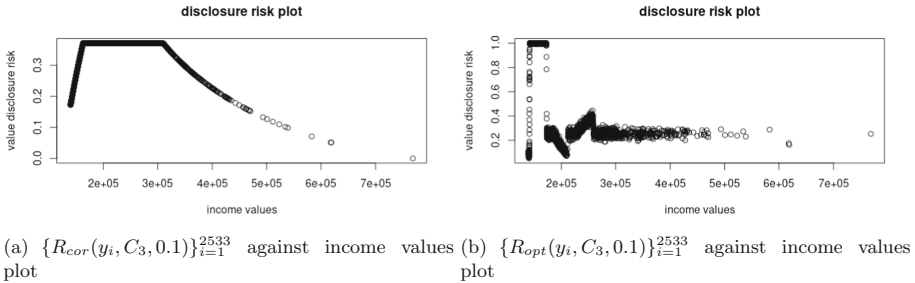 disclosure risk plot
value disclosure risk
0.3
0.2
0.1
0.0
2e+05 3e+05 4e+05 5e+05 6e+05 7e+05
income values
(a) {R_{cor}(y_i, C_3, 0.1)}_{i=1}^{2533} against income values
plot
disclosure risk plot
value disclosure risk
1.0
0.8
0.6
0.4
0.2
2e+05 3e+05 4e+05 5e+05 6e+05 7e+05
income values
(b) {R_{opt}(y_i, C_3, 0.1)}_{i=1}^{2533} against income values
plot